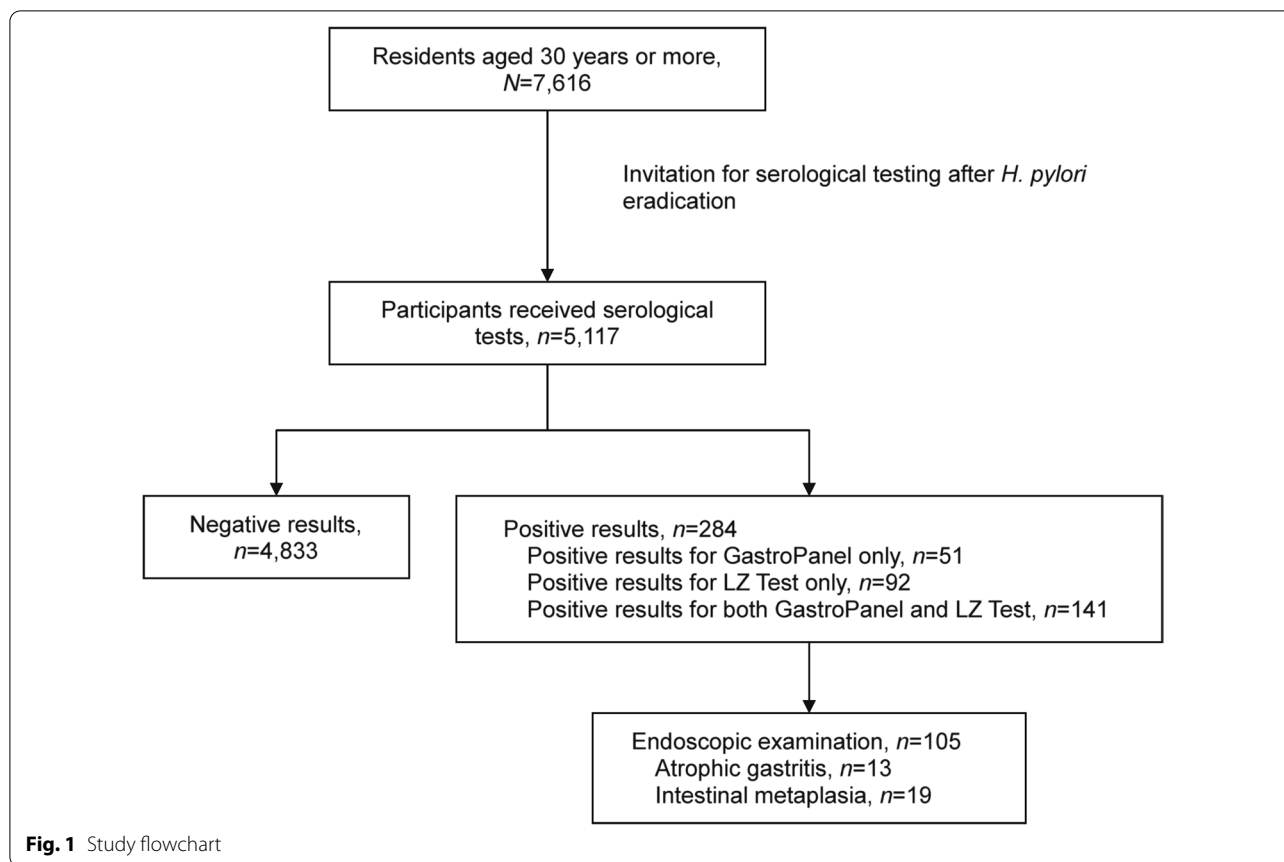 Residents aged 30 years or more,
N=7,616
Invitation for serological testing after H. pylori
eradication
Participants received serological
tests, n=5,117
Negative results,
n=4,833
Positive results, n=284
Positive results for GastroPanel only, n=51
Positive results for LZ Test only, n=92
Positive results for both GastroPanel and LZ Test, n=141
Endoscopic examination, n=105
Atrophic gastritis, n=13
Intestinal metaplasia, n=19
Fig. 1 Study flowchart